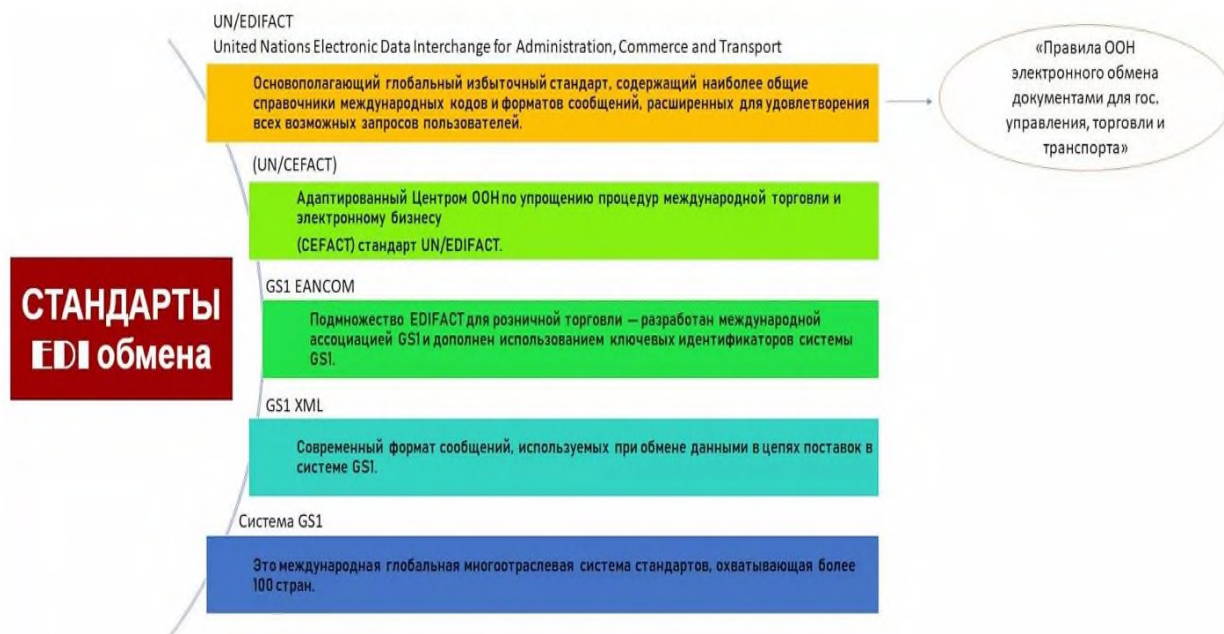 UN/EDIFACT
United Nations Electronic Data Interchange for Administration, Commerce and Transport
Основополагающий глобальный избыточный стандарт, содержащий наиболее общие
справочники международных кодов и форматов сообщений, расширенных для удовлетворения
всех возможных запросов пользователей.
«Правила ООН
электронного обмена
документами для гос.
управления, торговли и
транспорта»
(UN/CEFACT)
Адаптированный Центром ООН по упрощению процедур международной торговли и
электронному бизнесу
(CEFACT) стандарт UN/EDIFACT.
СТАНДАРТЫ
EDI обмена
GS1 EANCOM
Подмножество EDIFACT для розничной торговли — разработан международной
ассоциацией GS1 и дополнен использованием ключевых идентификаторов системы
GS1.
GS1 XML
Современный формат сообщений, используемых при обмене данными в цепях поставок в
системе GS1.
Система GS1
Это международная глобальная многоотраслевая система стандартов, охватывающая более
100 стран.